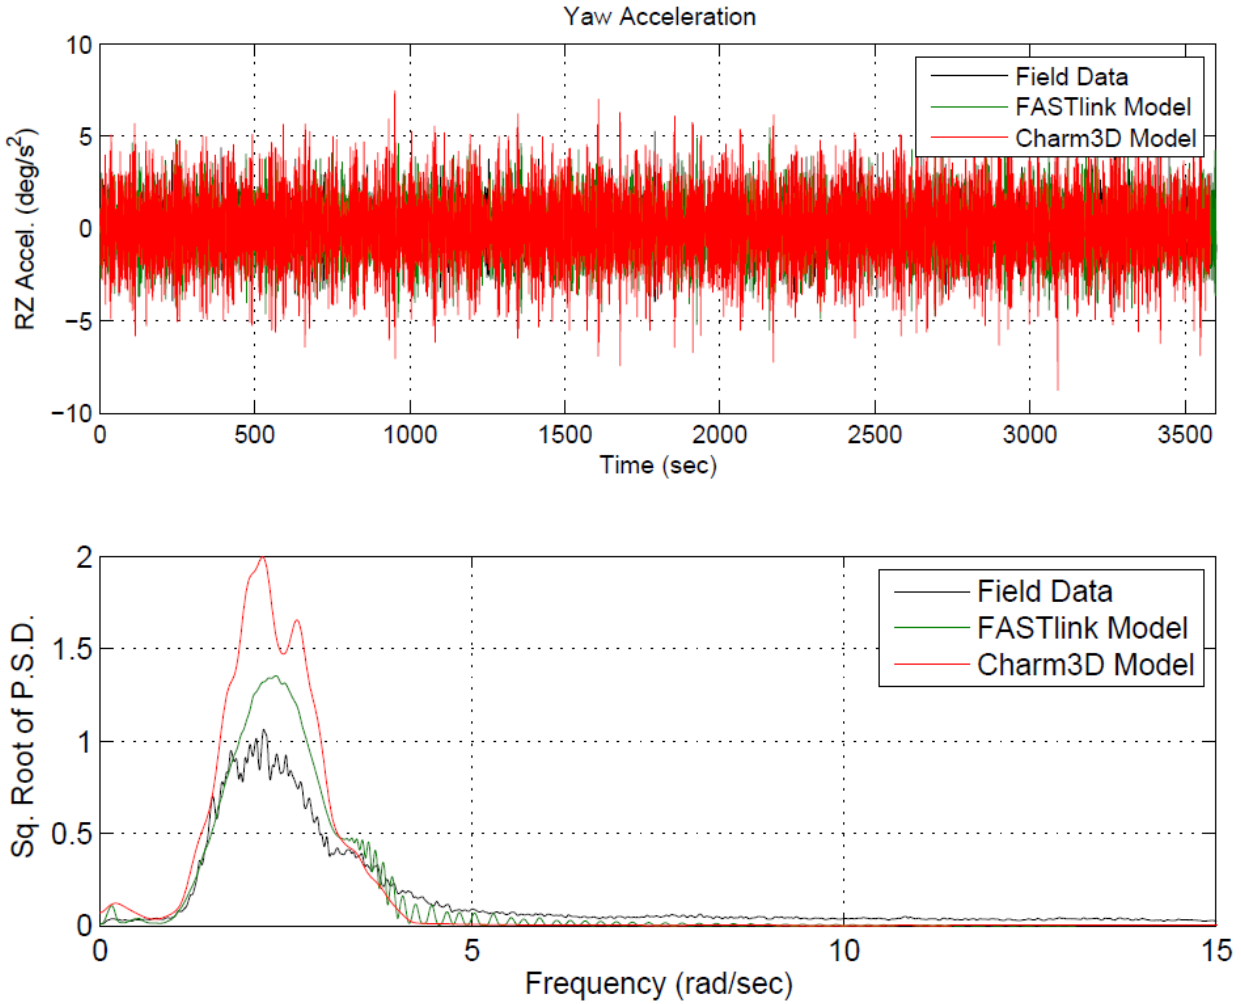 Yaw Acceleration
10
5
0
−5
−10
RZ Accel. (deg/s²)
Field Data
FASTlink Model
Charm3D Model
0 500 1000 1500 2000 2500 3000 3500
Time (sec)
2
1.5
1
0.5
0
Sq. Root of P.S.D.
Field Data
FASTlink Model
Charm3D Model
0 5 10 15
Frequency (rad/sec)